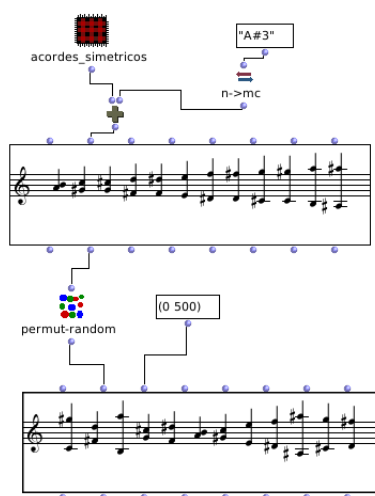 "A#3"
acordes_simetricos
n->mc
(0 500)
permut-random